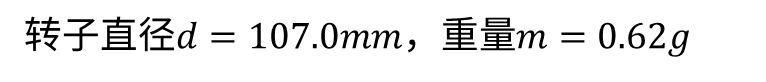 转子直径d = 107.0mm，重量m = 0.62g